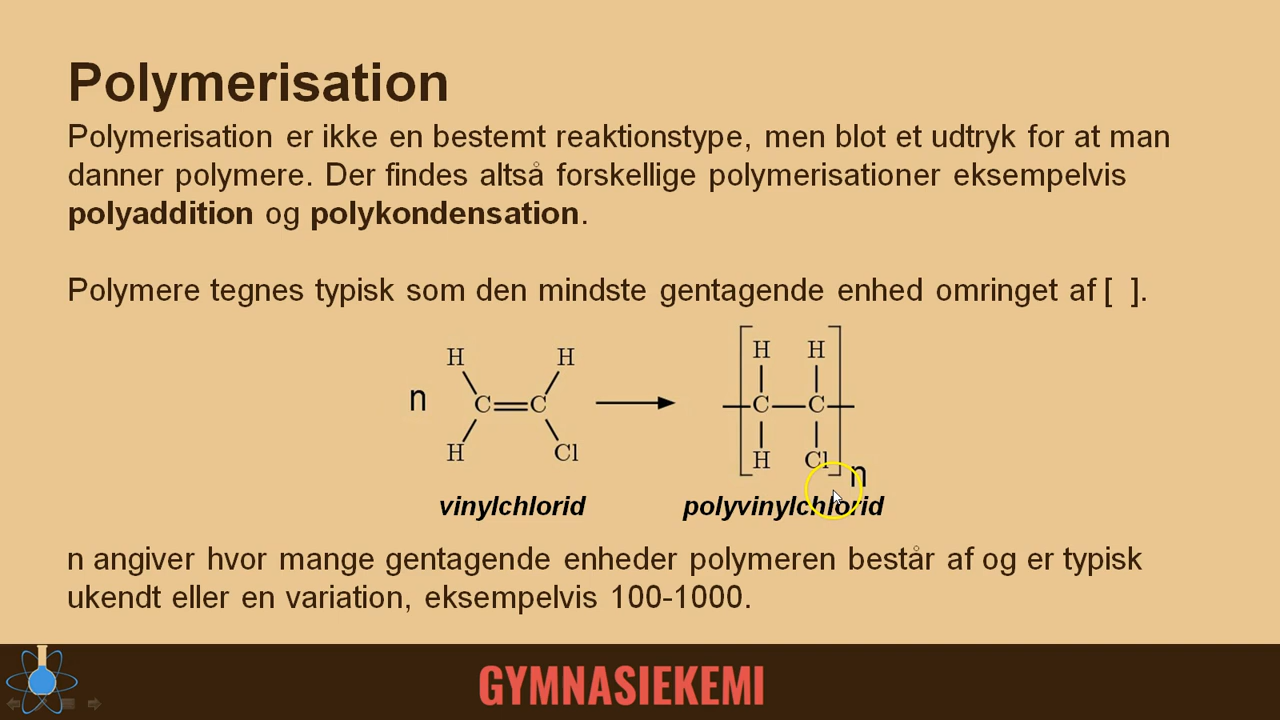 Polymerisation
Polymerisation er ikke en bestemt reaktionstype, men blot et udtryk for at man
danner polymere. Der findes altså forskellige polymerisationer eksempelvis
polyaddition og polykondensation.
Polymere tegnes typisk som den mindste gentagende enhed omringet af [ ].
H H H H
n C C C C
H Cl H Cl n
vinylchlorid polyvinylchlorid
n angiver hvor mange gentagende enheder polymeren består af og er typisk
ukendt eller en variation, eksempelvis 100-1000.
GYMNASIEKEMI